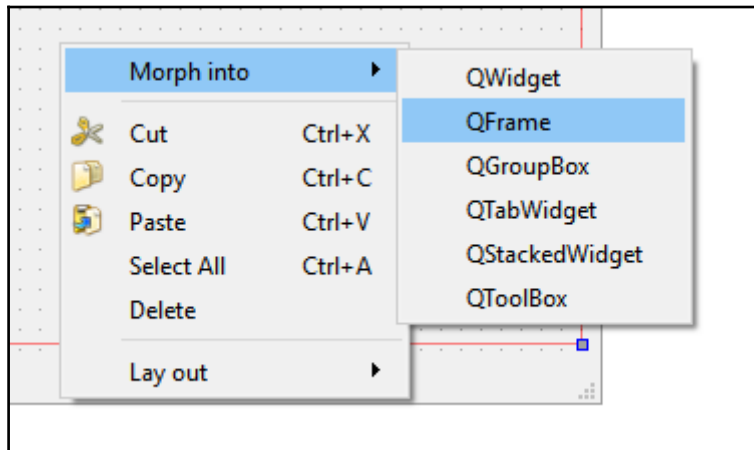 Morph into
Cut Ctrl+X
Copy Ctrl+C
Paste Ctrl+V
Select All Ctrl+A
Delete
Lay out
QWidget
QFrame
QGroupBox
QTabWidget
QStackedWidget
QToolBox